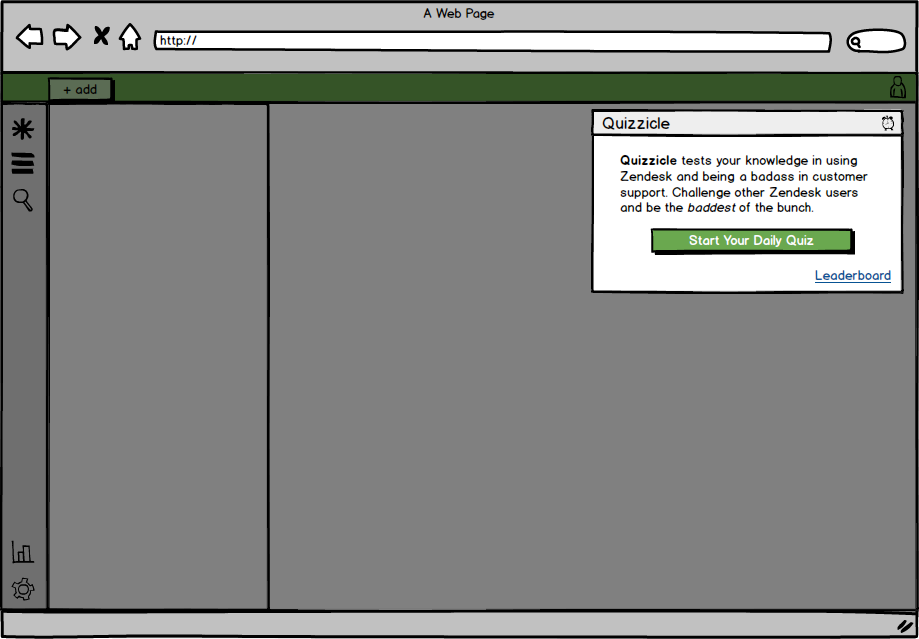 A Web Page
http://
+ add
Quizzicle
Quizzicle tests your knowledge in using
Zendesk and being a badass in customer
support. Challenge other Zendesk users
and be the baddest of the bunch.
Start Your Daily Quiz
Leaderboard